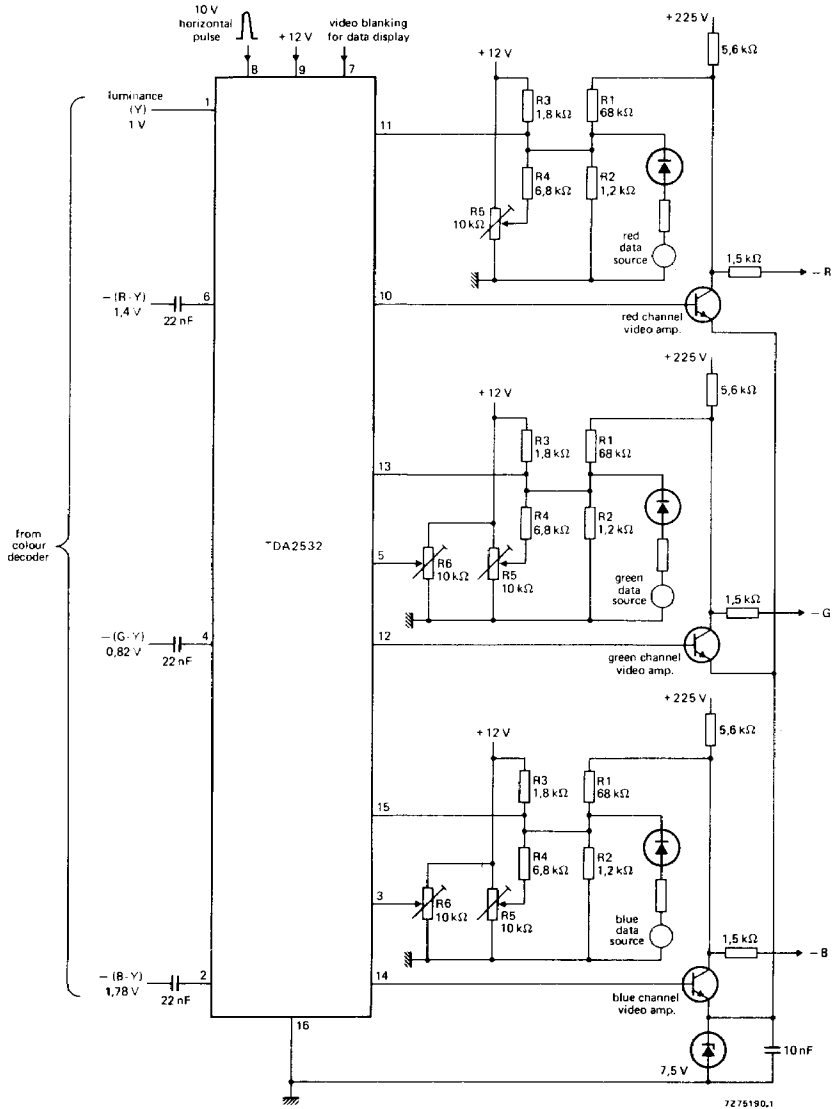 10 V
horizontal
pulse
+12 V
video blanking
for data display
8
9
7
luminance
(Y)
1 V
1
11
+12 V
R3
1,8 kΩ
R1
68 kΩ
R4
6,8 kΩ
R2
1,2 kΩ
R5
10 kΩ
red
data
source
+225 V
5,6 kΩ
1,5 kΩ
–R
–(R-Y)
1,4 V
22 nF
6
10
red channel
video amp.
+225 V
5,6 kΩ
+12 V
R3
1,8 kΩ
R1
68 kΩ
13
R4
6,8 kΩ
R2
1,2 kΩ
from
colour
decoder
TDA2532
5
R6
10 kΩ
R5
10 kΩ
green
data
source
1,5 kΩ
–G
–(G-Y)
0,82 V
22 nF
4
12
green channel
video amp.
+225 V
5,6 kΩ
+12 V
R3
1,8 kΩ
R1
68 kΩ
15
R4
6,8 kΩ
R2
1,2 kΩ
3
R6
10 kΩ
R5
10 kΩ
blue
data
source
1,5 kΩ
–B
–(B-Y)
1,78 V
22 nF
2
14
blue channel
video amp.
16
7,5 V
10 nF
7275190.1